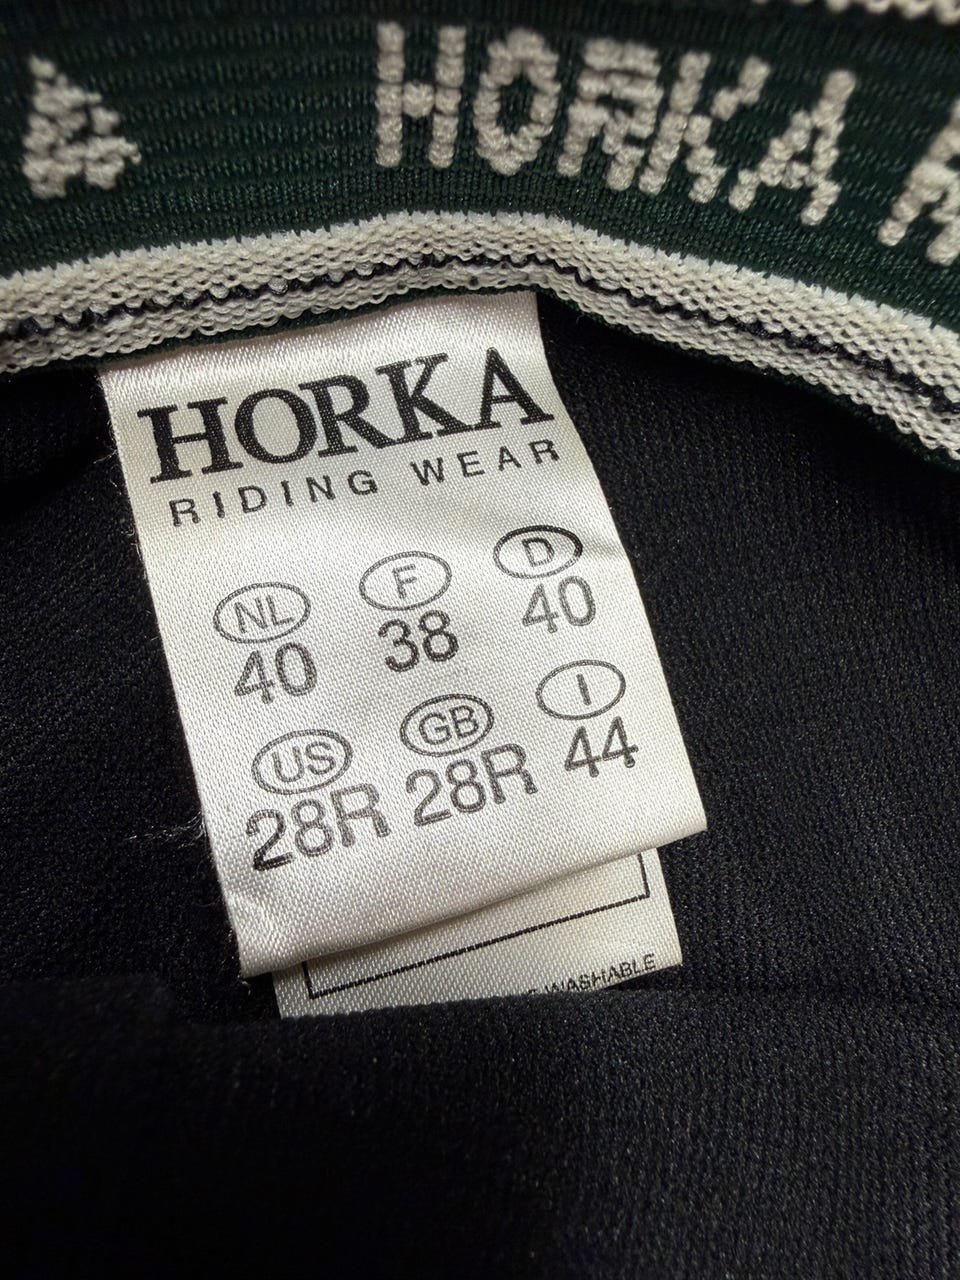 HORKA
HORKA
RIDING WEAR
NL F D
40 38 40
US GB I
28R 28R 44
WASHABLE